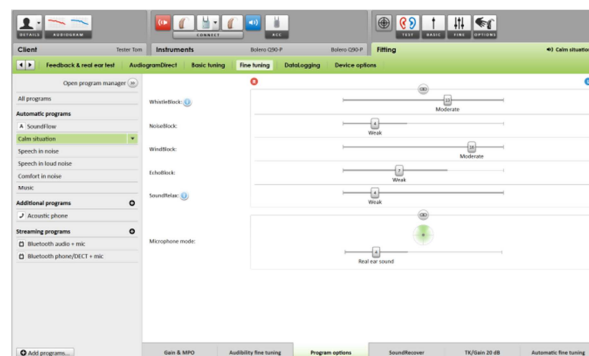 DETAILS AUDIOGRAM CONNECT ACC TEST BASIC FINE OPTIONS
Client Tester Tom Instruments Bolero Q90-P Bolero Q90-P Fitting Calm situation
Feedback & real ear test AudiogramDirect Basic tuning Fine tuning DataLogging Device options
Open program manager
All programs
Automatic programs
A SoundFlow
Calm situation
Speech in noise
Speech in loud noise
Comfort in noise
Music
Additional programs
Acoustic phone
Streaming programs
Bluetooth audio + mic
Bluetooth phone/DECT + mic
Add programs...
WhistleBlock:
Moderate
NoiseBlock:
Weak
WindBlock:
Moderate
EchoBlock:
Weak
SoundRelax:
Weak
Microphone mode:
Real ear sound
Gain & MPO Audibility fine tuning Program options SoundRecover TK/Gain 20 dB Automatic fine tuning